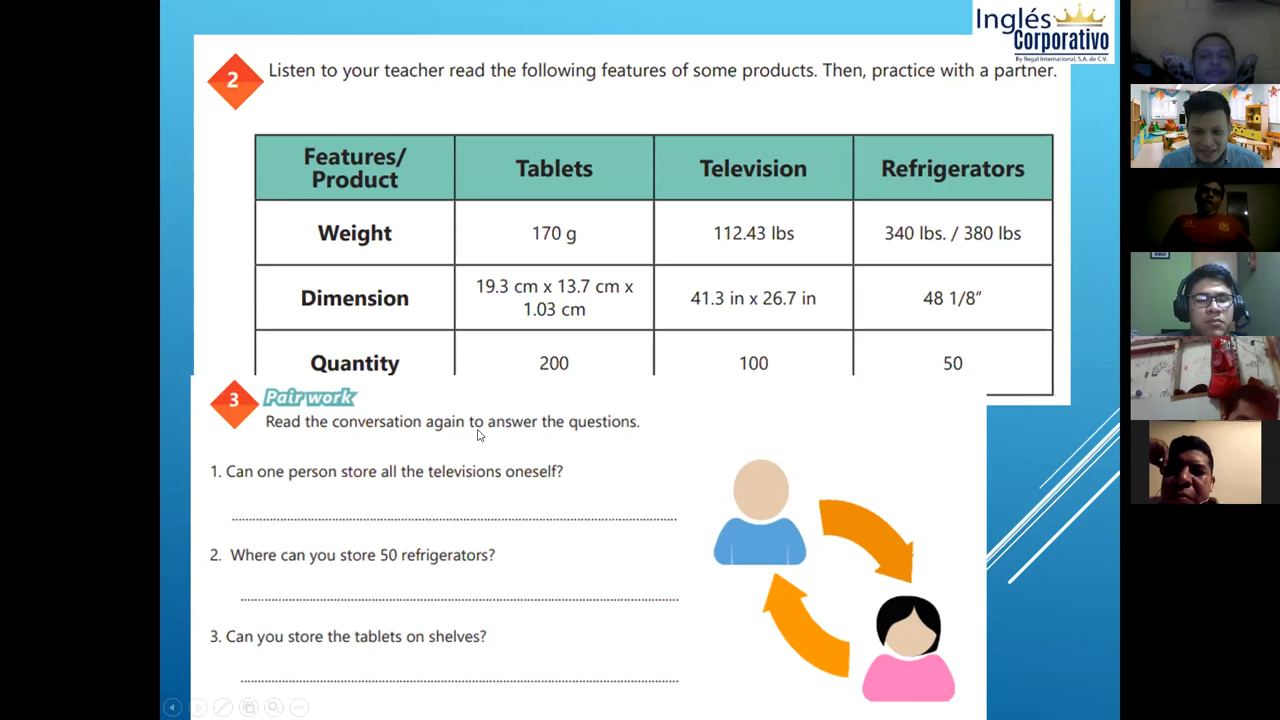 Inglés
Corporativo
By Regal International, S.A. de C.V.
2
Listen to your teacher read the following features of some products. Then, practice with a partner.
Features/ Tablets Television Refrigerators
Product
Weight 170 g 112.43 lbs 340 lbs. / 380 lbs
Dimension 19.3 cm x 13.7 cm x 41.3 in x 26.7 in 48 1/8”
1.03 cm
Quantity 200 100 50
3
Pair work
Read the conversation again to answer the questions.
1. Can one person store all the televisions oneself?
2. Where can you store 50 refrigerators?
3. Can you store the tablets on shelves?